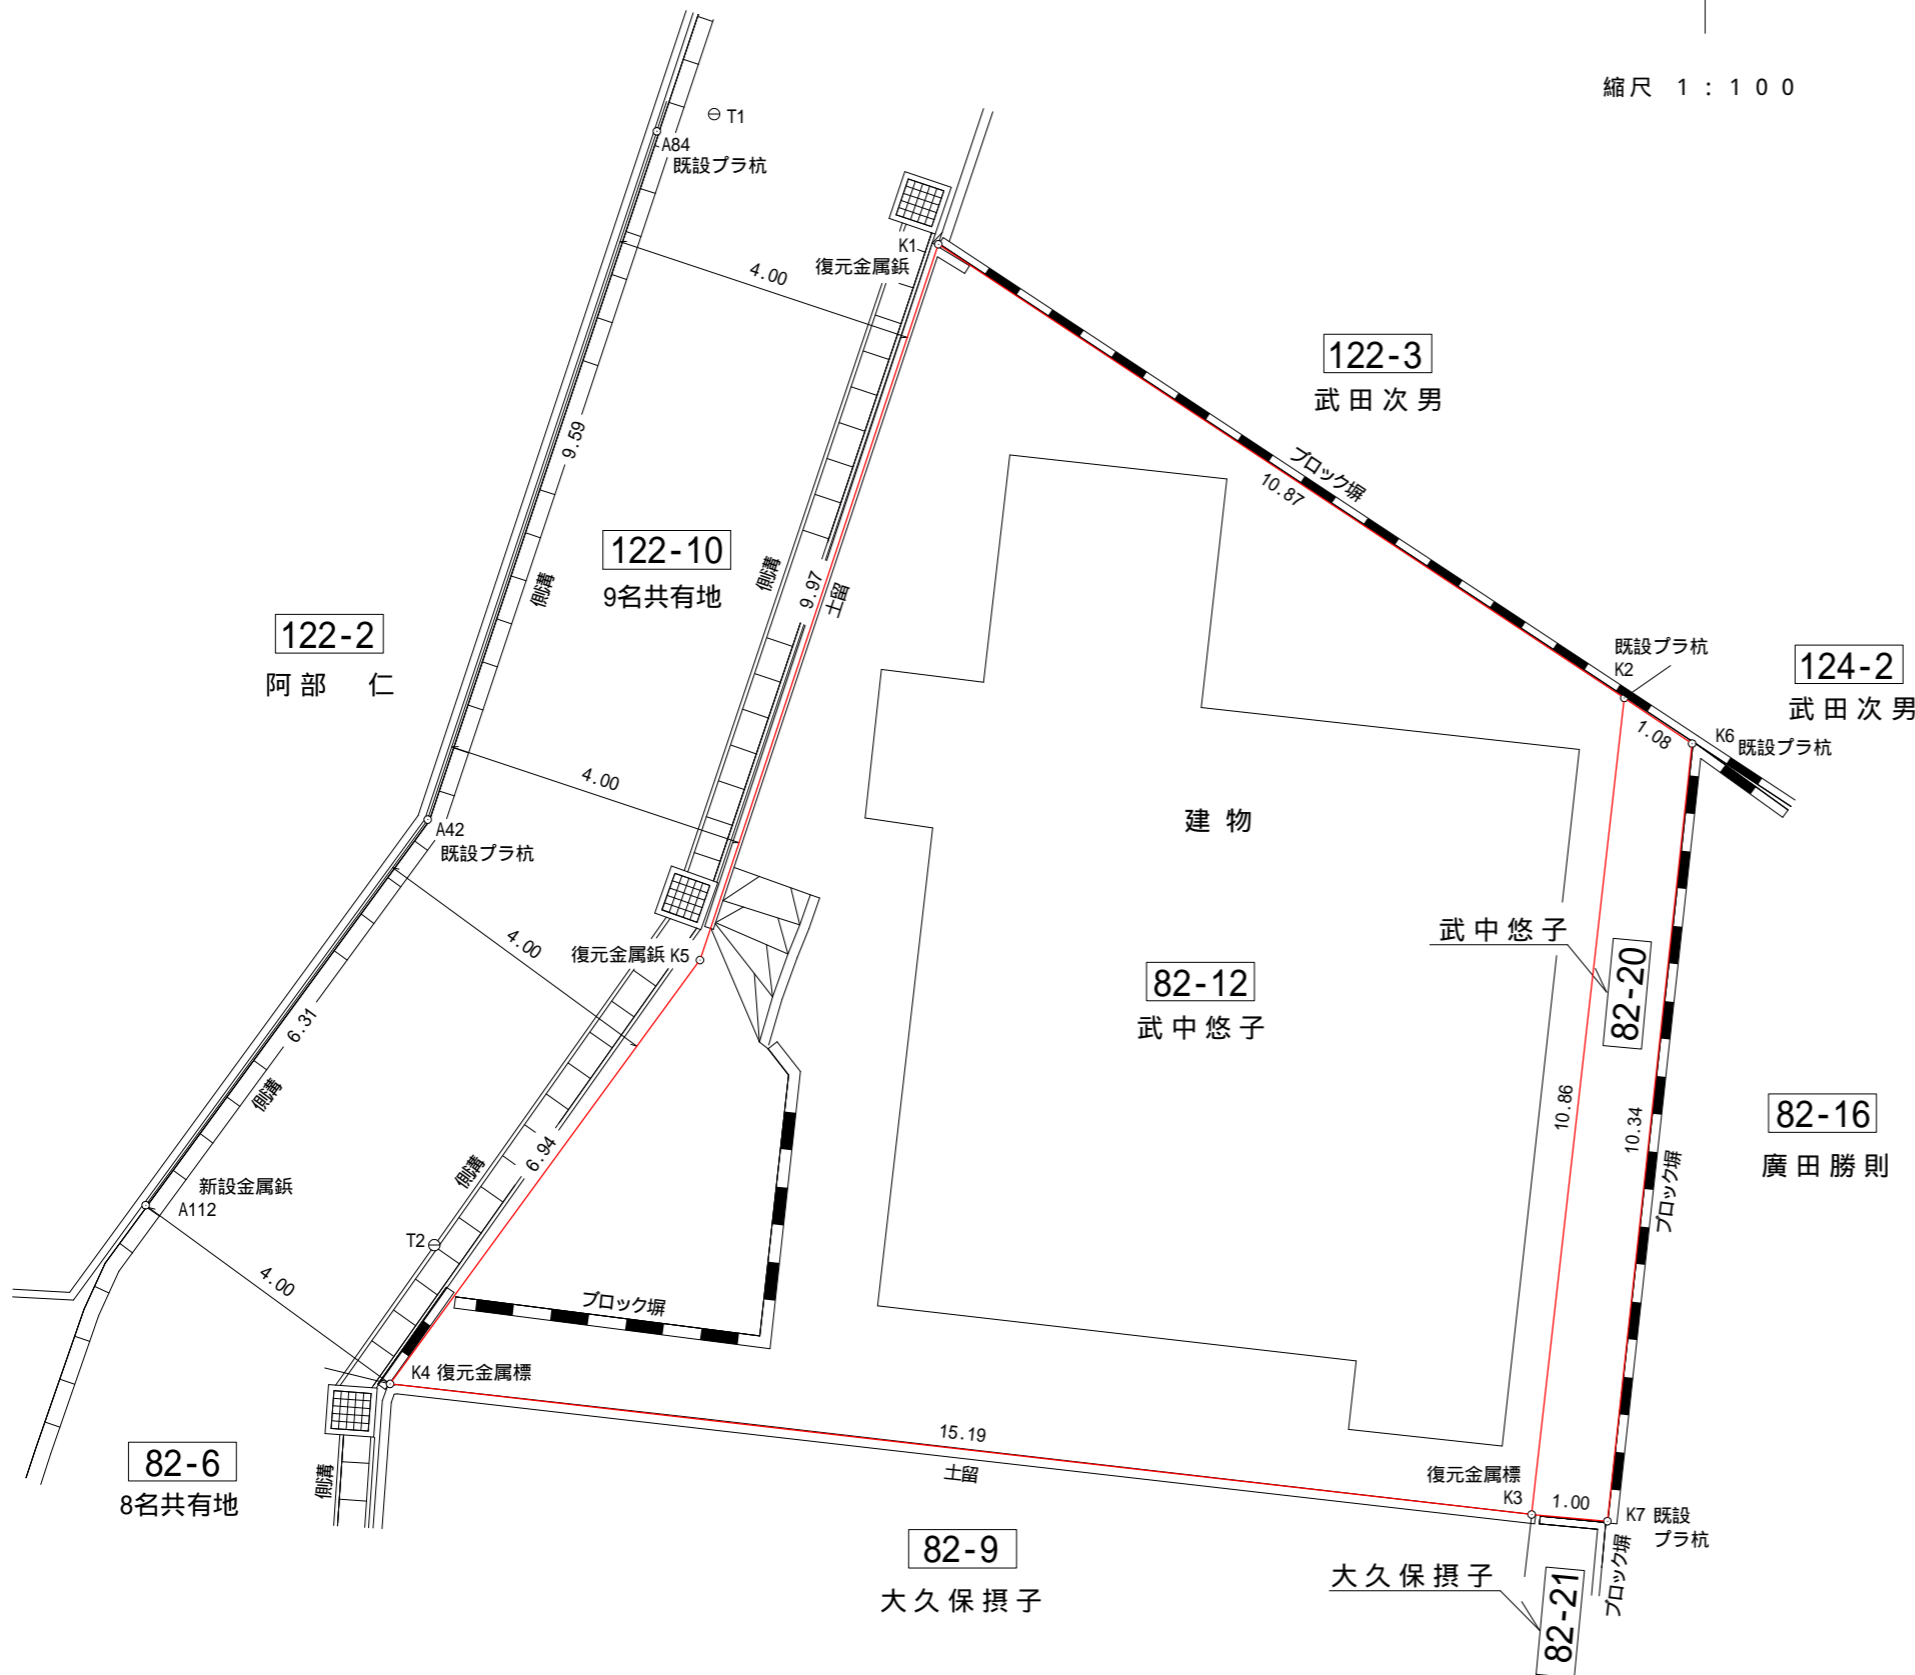 縮尺 1:100
T1
A84
既設プラ杭
K1
復元金属鋲
4.00
122-3
武田次男
ブロック塀
10.87
9.59
122-10
9名共有地
側溝
側溝
9.97
土留
122-2
阿部 仁
既設プラ杭
K2
124-2
武田次男
1.08
K6
既設プラ杭
4.00
A42
既設プラ杭
建物
4.00
復元金属鋲 K5
武中悠子
82-20
82-12
武中悠子
6.31
側溝
10.86
10.34
ブロック塀
82-16
廣田勝則
6.94
側溝
新設金属鋲
A112
T2
4.00
ブロック塀
K4 復元金属標
15.19
土留
復元金属標
K3
1.00
K7 既設
プラ杭
82-6
8名共有地
側溝
82-9
大久保摂子
大久保摂子
82-21
ブロック塀